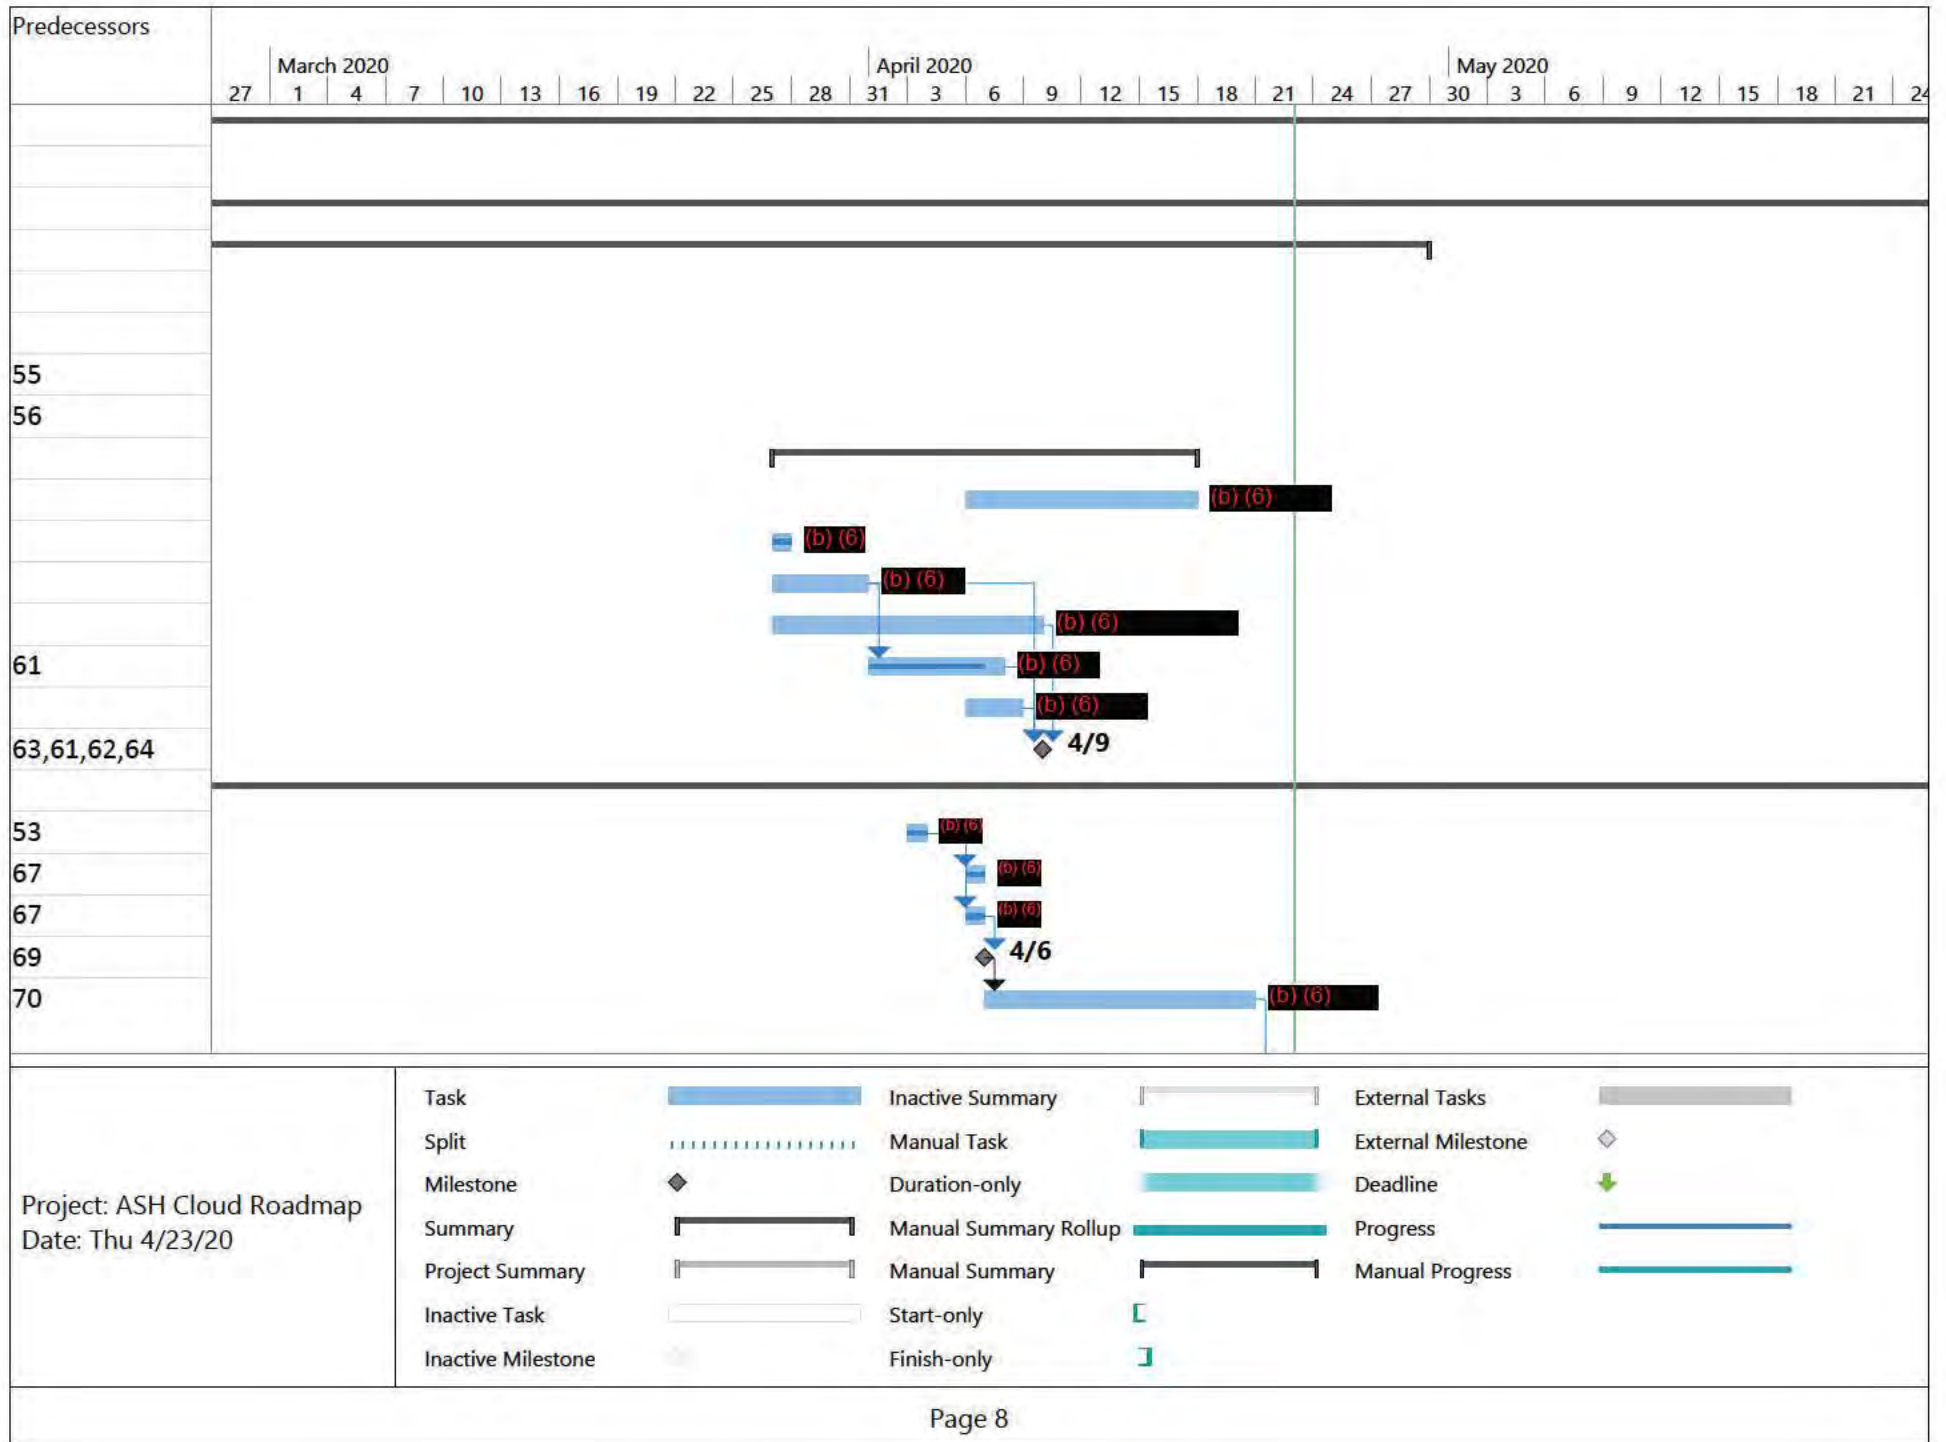 Predecessors
March 2020 April 2020 May 2020
27 1 4 7 10 13 16 19 22 25 28 31 3 6 9 12 15 18 21 24 27 30 3 6 9 12 15 18 21 24
55
56
(b) (6)
(b) (6)
(b) (6)
(b) (6)
61 (b) (6)
(b) (6)
63,61,62,64 4/9
53 (b) (6)
67 (b) (6)
67 (b) (6)
69 4/6
70 (b) (6)
Task Inactive Summary External Tasks
Split Manual Task External Milestone
Milestone Duration-only Deadline
Summary Manual Summary Rollup Progress
Project Summary Manual Summary Manual Progress
Inactive Task Start-only
Inactive Milestone Finish-only
Project: ASH Cloud Roadmap
Date: Thu 4/23/20
Page 8